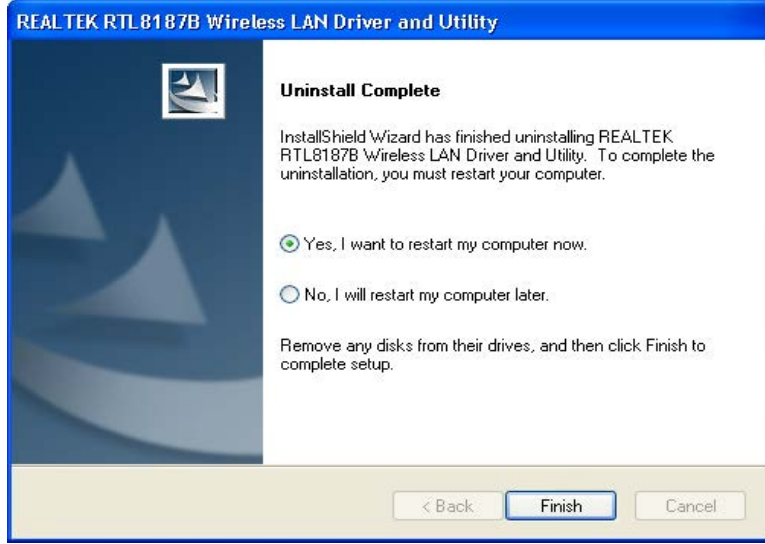 REALTEK RTL8187B Wireless LAN Driver and Utility
Uninstall Complete
InstallShield Wizard has finished uninstalling REALTEK
RTL8187B Wireless LAN Driver and Utility.  To complete the
uninstallation, you must restart your computer.
Yes, I want to restart my computer now.
No, I will restart my computer later.
Remove any disks from their drives, and then click Finish to
complete setup.
< Back Finish Cancel